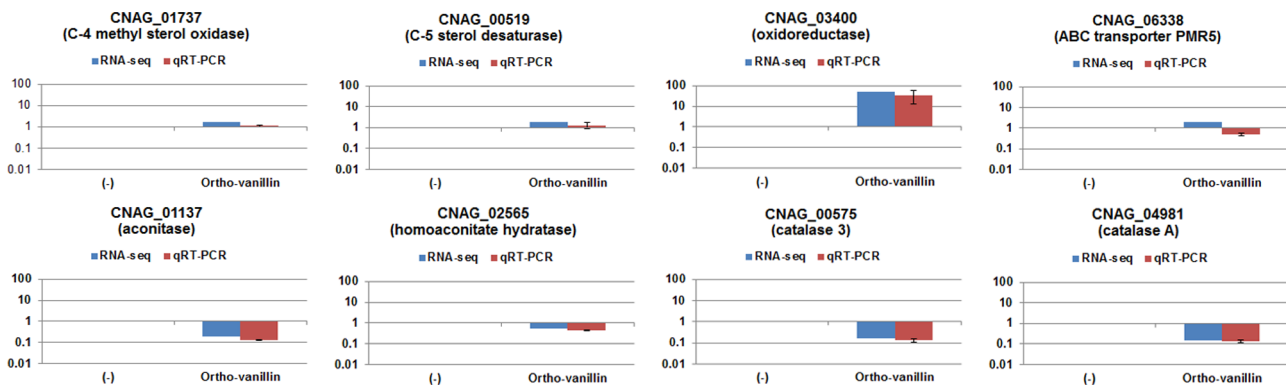 CNAG_01737
(C-4 methyl sterol oxidase)
RNA-seq qRT-PCR
100
10
1
0.1
0.01
(-) Ortho-vanillin
CNAG_00519
(C-5 sterol desaturase)
RNA-seq qRT-PCR
100
10
1
0.1
0.01
(-) Ortho-vanillin
CNAG_03400
(oxidoreductase)
RNA-seq qRT-PCR
100
10
1
0.1
0.01
(-) Ortho-vanillin
CNAG_06338
(ABC transporter PMR5)
RNA-seq qRT-PCR
100
10
1
0.1
0.01
(-) Ortho-vanillin
CNAG_01137
(aconitase)
RNA-seq qRT-PCR
100
10
1
0.1
0.01
(-) Ortho-vanillin
CNAG_02565
(homoaconitate hydratase)
RNA-seq qRT-PCR
100
10
1
0.1
0.01
(-) Ortho-vanillin
CNAG_00575
(catalase 3)
RNA-seq qRT-PCR
100
10
1
0.1
0.01
(-) Ortho-vanillin
CNAG_04981
(catalase A)
RNA-seq qRT-PCR
100
10
1
0.1
0.01
(-) Ortho-vanillin